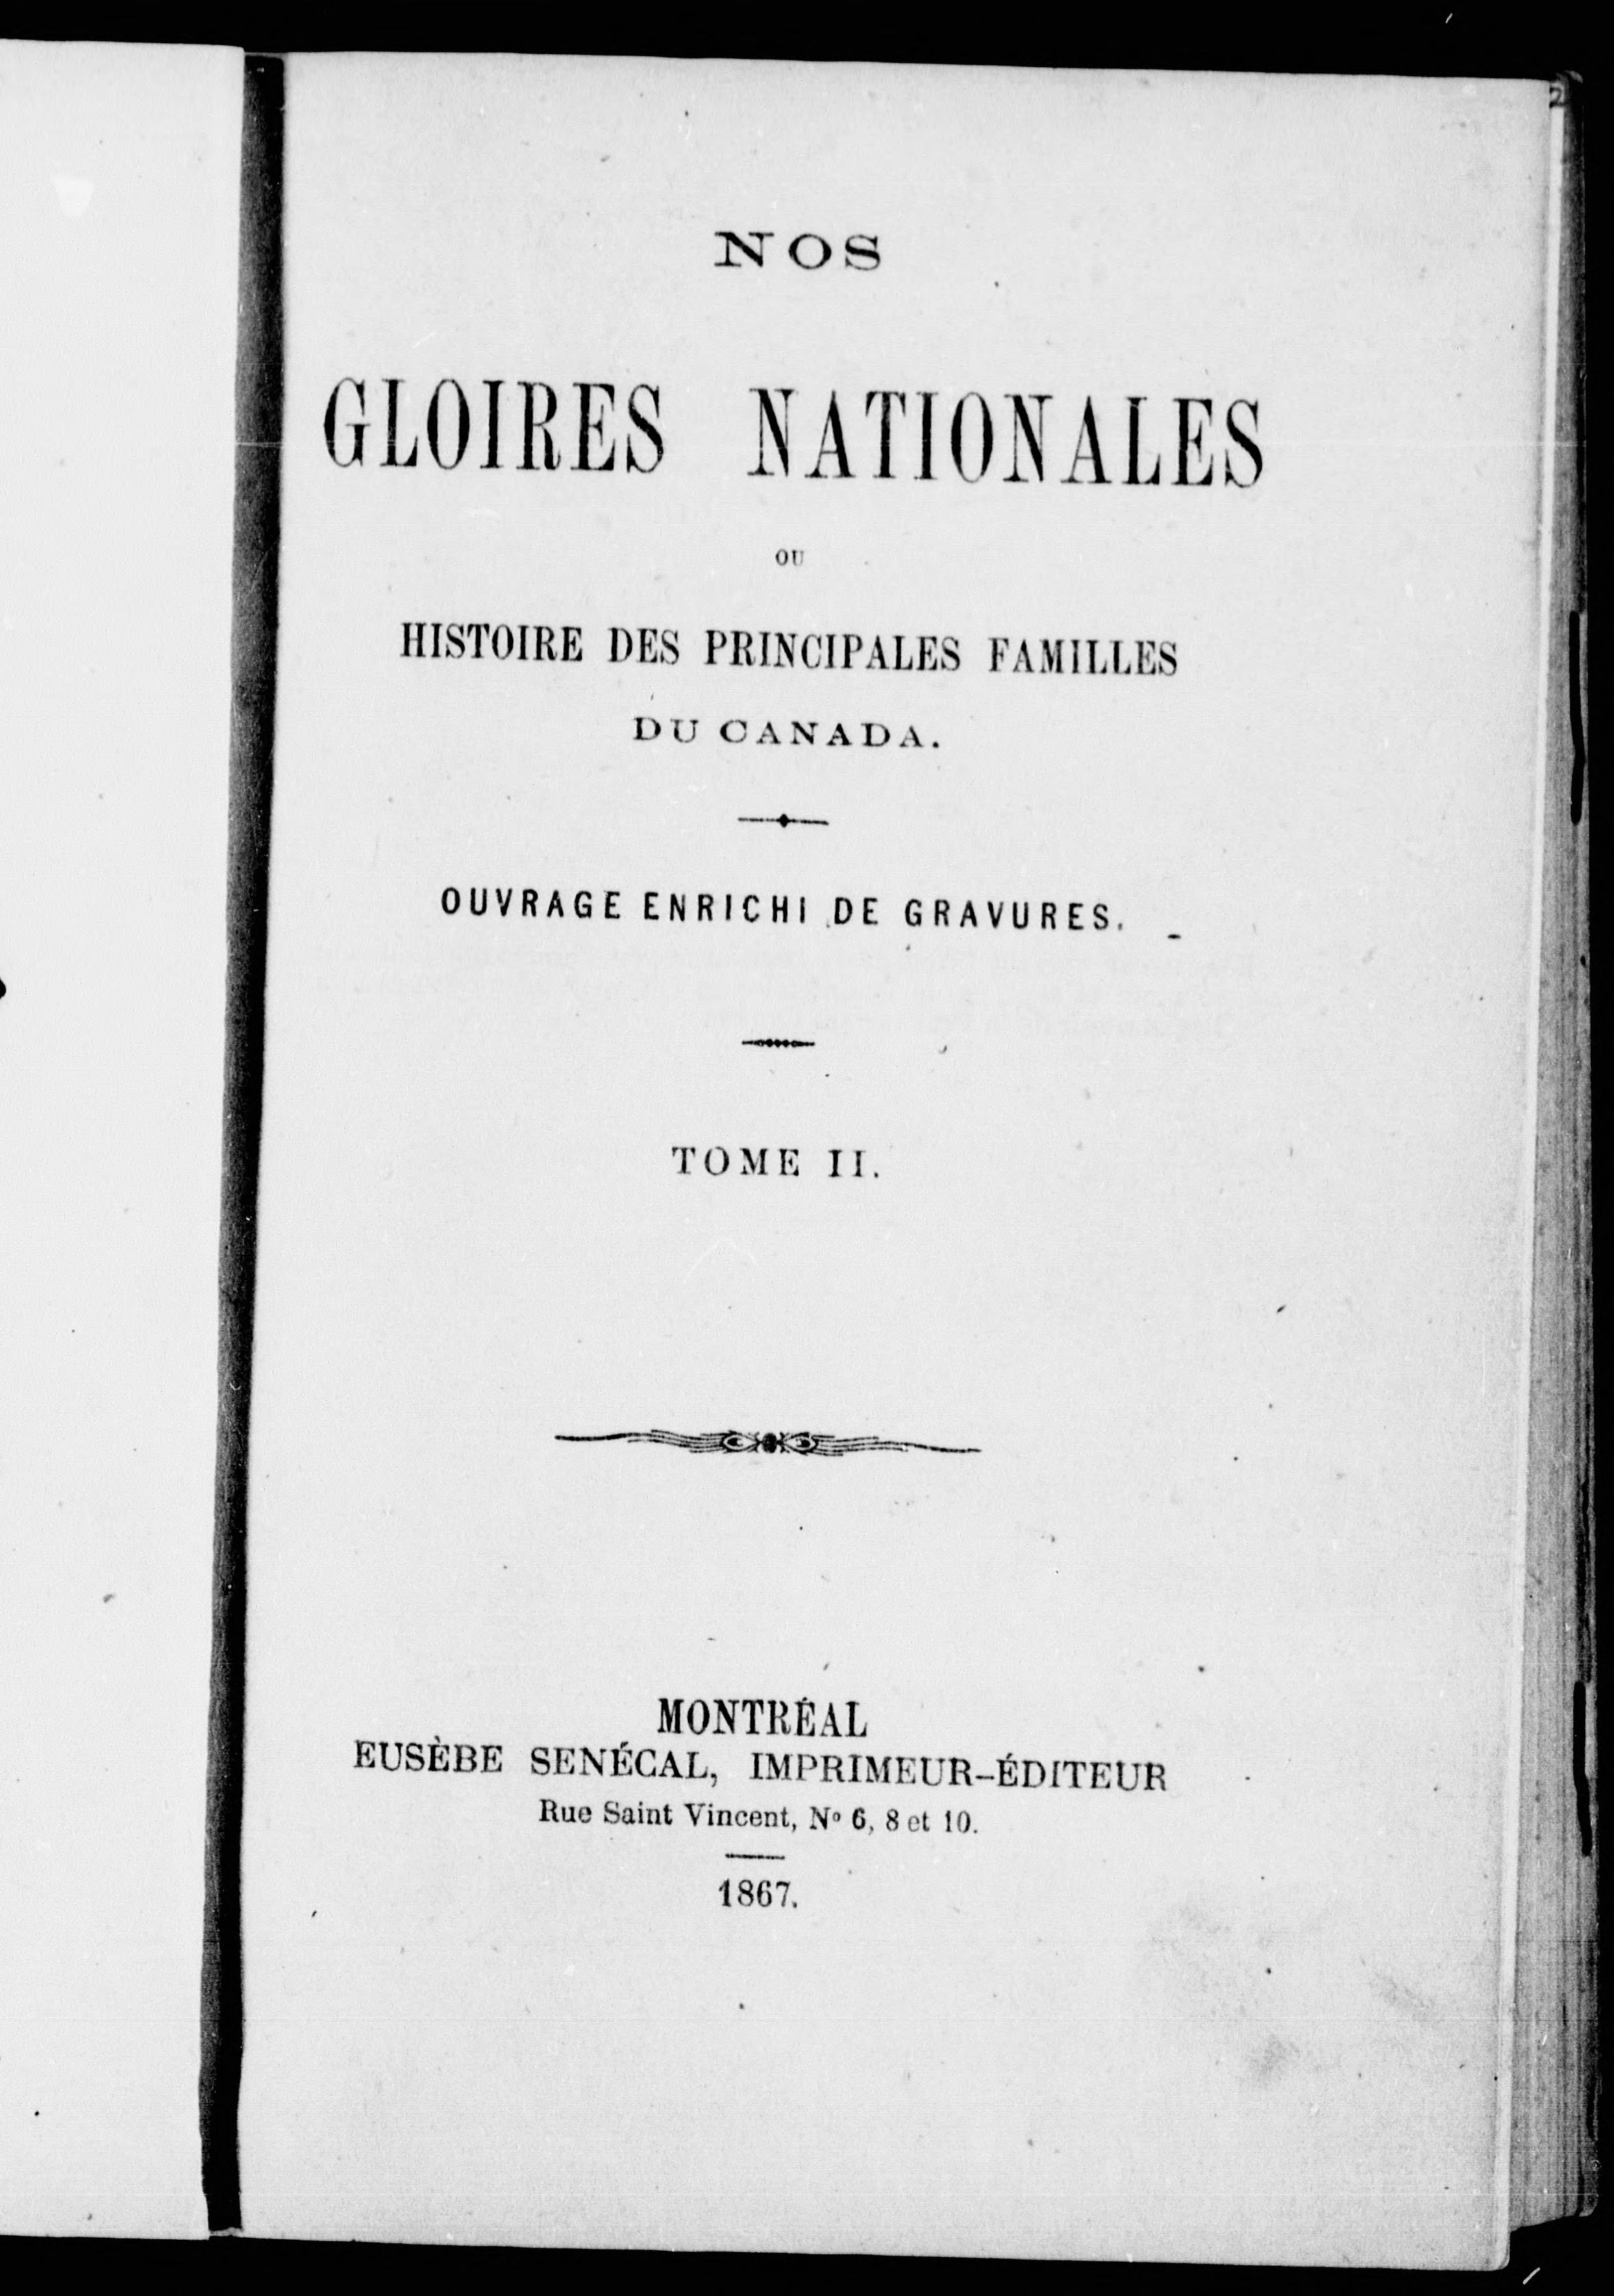 NOS
GLOIRES NATIONALES
OU
HISTOIRE DES PRINCIPALES FAMILLES
DU CANADA.
OUVRAGE ENRICHI DE GRAVURES.
TOME II.
MONTRÉAL
EUSÈBE SENÉCAL, IMPRIMEUR-ÉDITEUR
Rue Saint Vincent, No 6, 8 et 10.
1867.